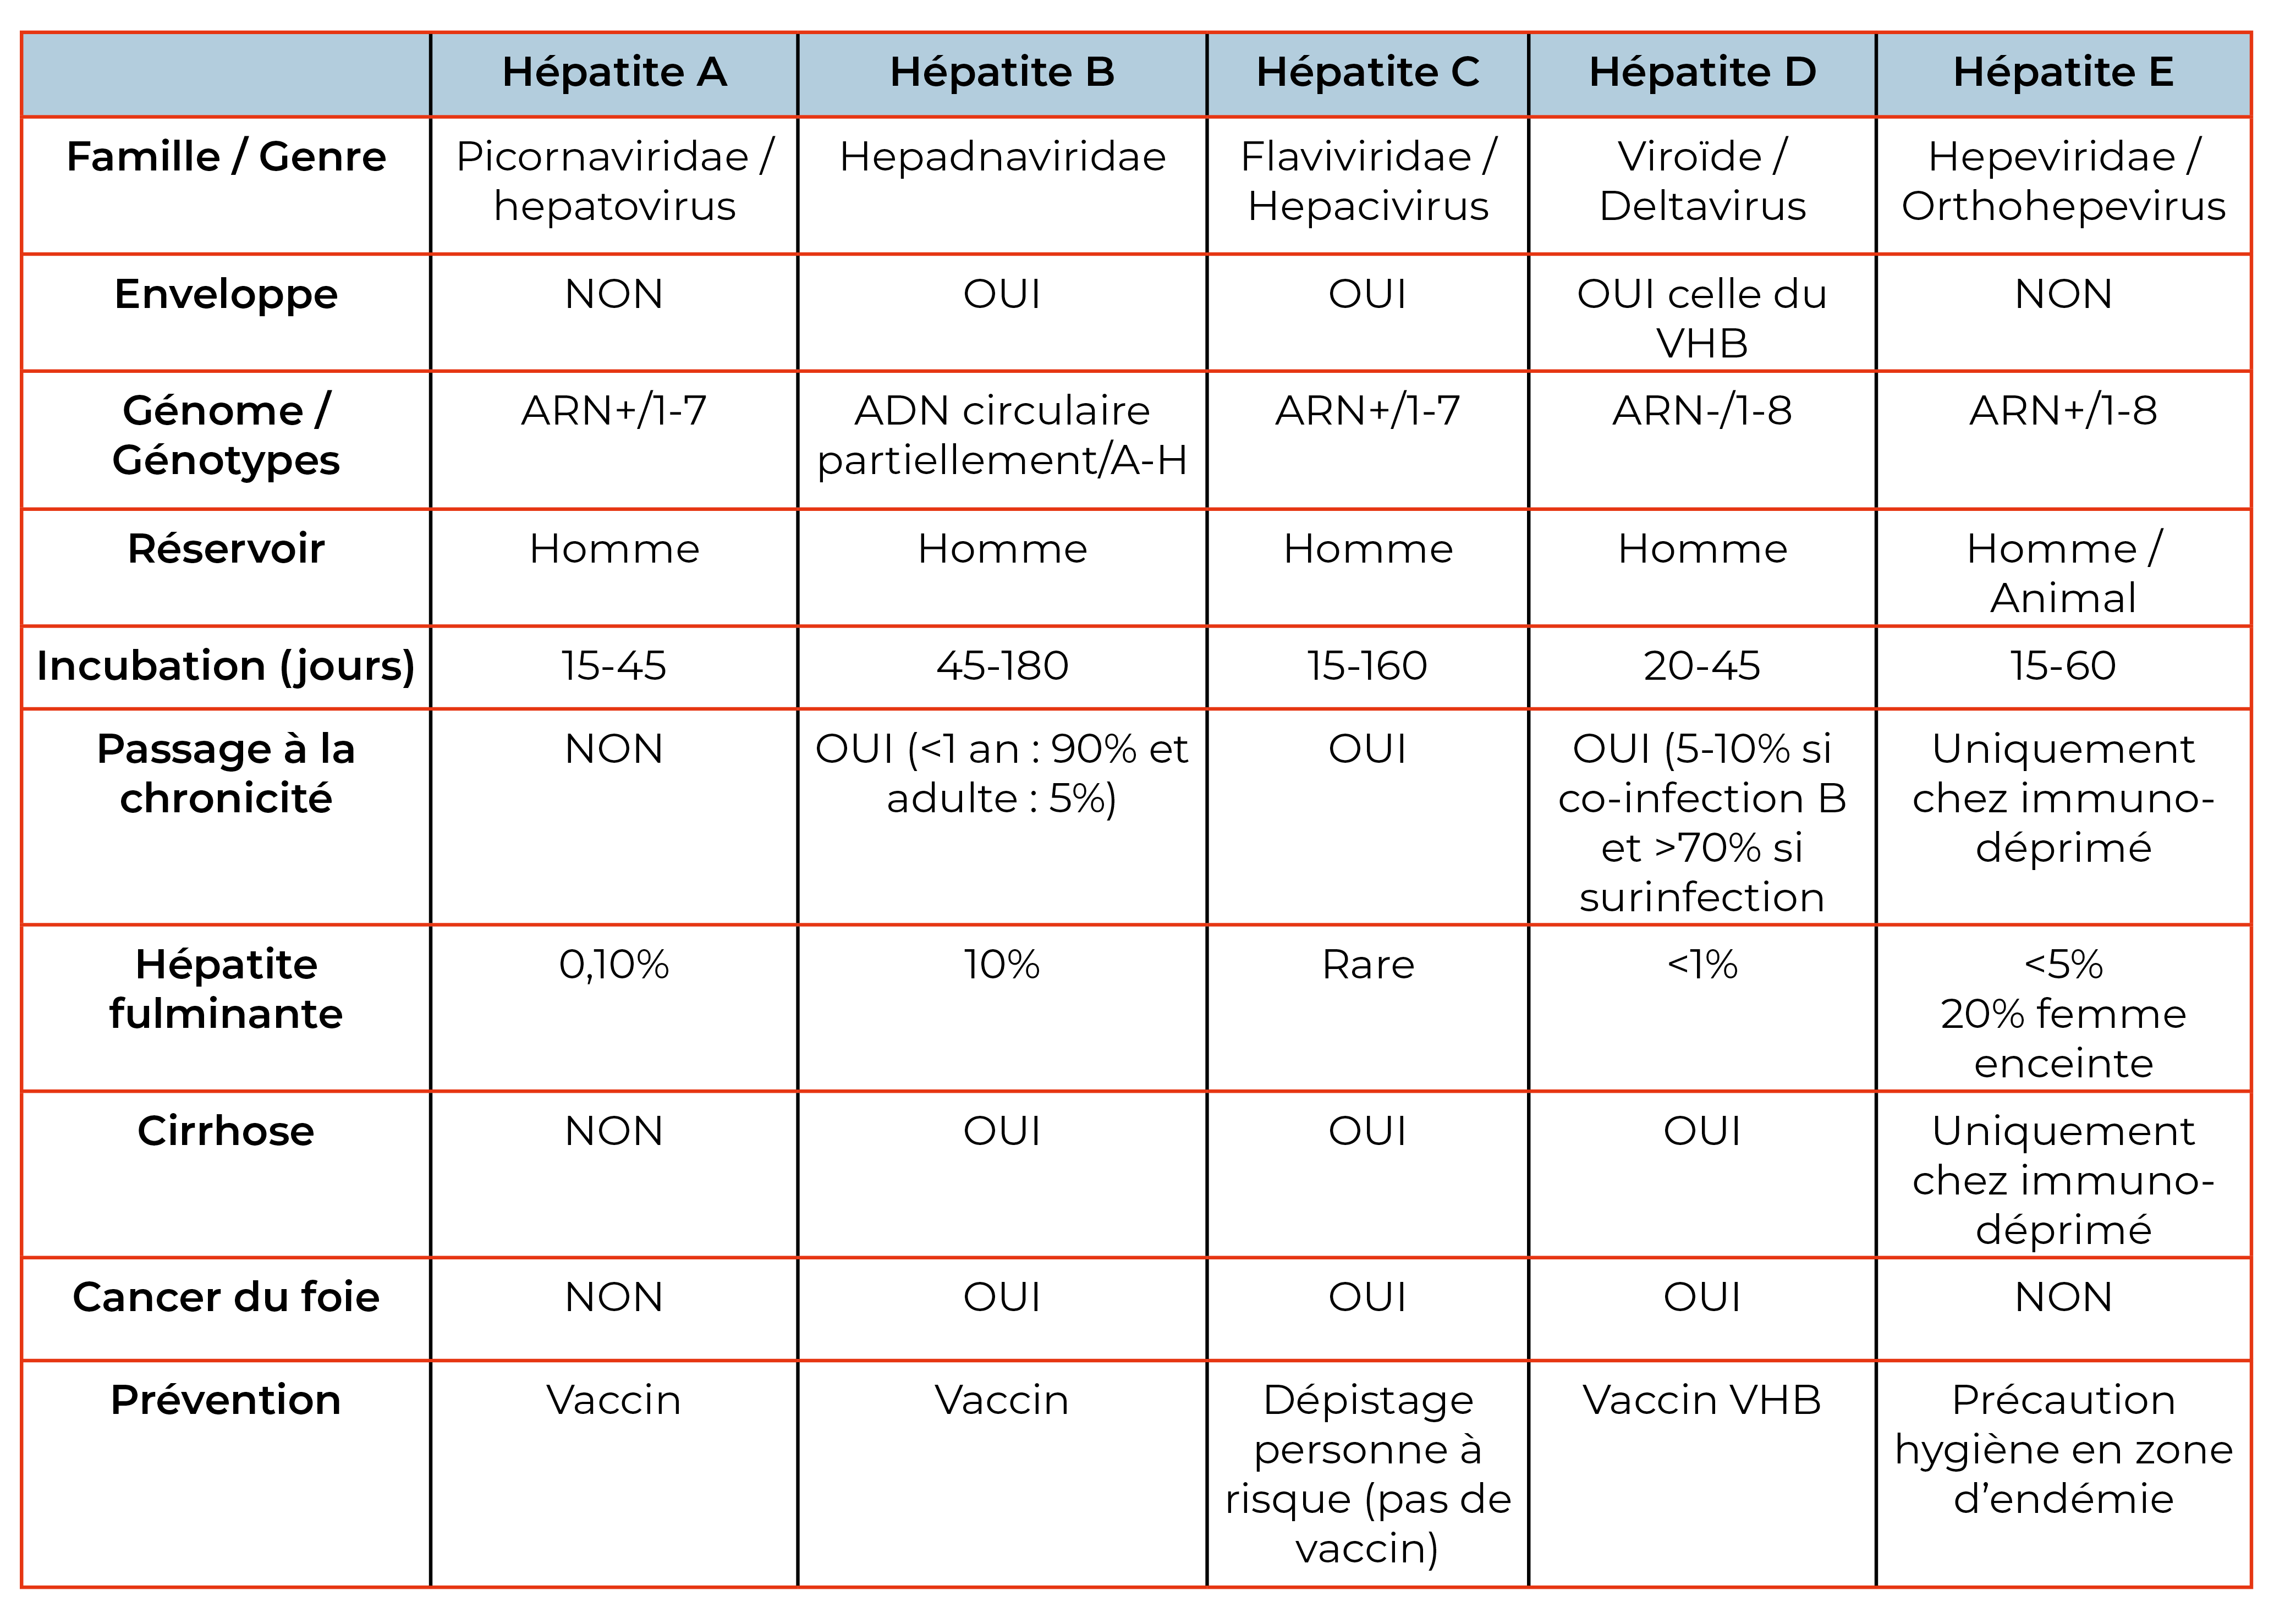 Hépatite A
Hépatite B
Hépatite C
Hépatite D
Hépatite E
Famille / Genre
Picornaviridae /
hepatovirus
Hepadnaviridae
Flaviviridae /
Hepacivirus
Viroïde /
Deltavirus
Hepeviridae /
Orthohepevirus
Enveloppe
NON
OUI
OUI
OUI celle du
VHB
NON
Génome /
Génotypes
ARN+/1-7
ADN circulaire
partiellement/A-H
ARN+/1-7
ARN-/1-8
ARN+/1-8
Réservoir
Homme
Homme
Homme
Homme
Homme /
Animal
Incubation (jours)
15-45
45-180
15-160
20-45
15-60
Passage à la
chronicité
NON
OUI (<1 an : 90% et
adulte : 5%)
OUI
OUI (5-10% si
co-infection B
et >70% si
surinfection
Uniquement
chez immuno-
déprimé
Hépatite
fulminante
0,10%
10%
Rare
<1%
<5%
20% femme
enceinte
Cirrhose
NON
OUI
OUI
OUI
Uniquement
chez immuno-
déprimé
Cancer du foie
NON
OUI
OUI
OUI
NON
Prévention
Vaccin
Vaccin
Dépistage
personne à
risque (pas de
vaccin)
Vaccin VHB
Précaution
hygiène en zone
d’endémie